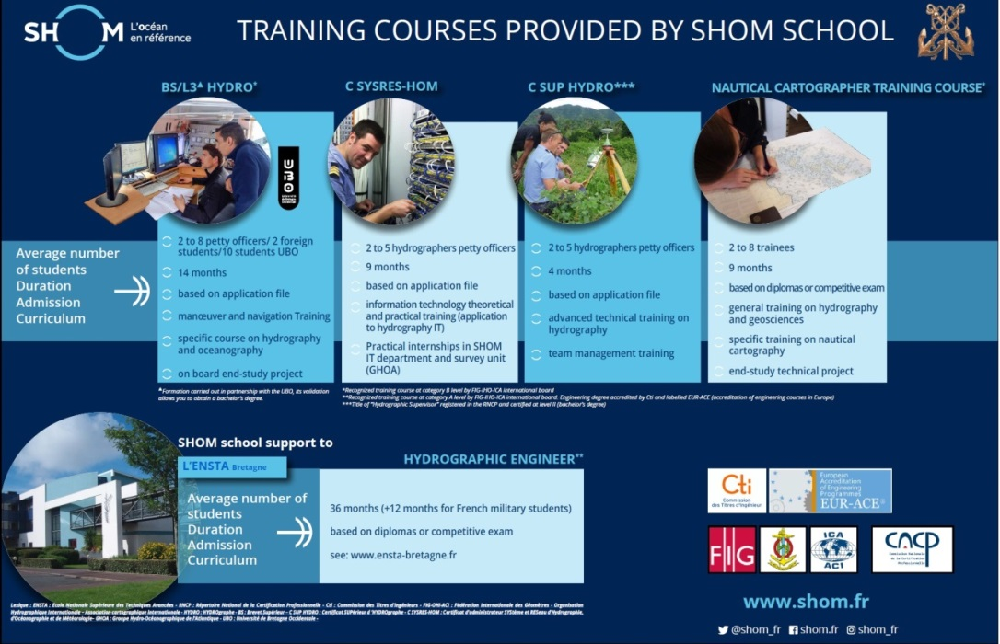 SHOM
L'océan
en référence
TRAINING COURSES PROVIDED BY SHOM SCHOOL
BS/L3▲ HYDRO*
UBO
2 to 8 petty officers/ 2 foreign
students/10 students UBO
14 months
based on application file
manœuver and navigation Training
specific course on hydrography
and oceanography
on board end-study project
C SYSRES-HOM
2 to 5 hydrographers petty officers
9 months
based on application file
information technology theoretical
and practical training (application
to hydrography IT)
Practical internships in SHOM
IT department and survey unit
(GHOA)
C SUP HYDRO***
2 to 5 hydrographers petty officers
4 months
based on application file
advanced technical training on
hydrography
team management training
NAUTICAL CARTOGRAPHER TRAINING COURSE*
2 to 8 trainees
9 months
based on diplomas or competitive exam
general training on hydrography
and geosciences
specific training on nautical
cartography
end-study technical project
Average number
of students
Duration
Admission
Curriculum
▲Formation carried out in partnership with the UBO, its validation
allows you to obtain a bachelor's degree.
*Recognized training course at category B level by FIG-IHO-ICA international board
**Recognized training course at category A level by FIG-IHO-ICA international board. Engineering degree accredited by Cti and labelled EUR-ACE (accreditation of engineering courses in Europe)
***Title of "Hydrographic Supervisor" registered in the RNCP and certified at level II (bachelor's degree)
SHOM school support to
L'ENSTA Bretagne
HYDROGRAPHIC ENGINEER**
Average number of
students
Duration
Admission
Curriculum
36 months (+12 months for French military students)
based on diplomas or competitive exam
see: www.ensta-bretagne.fr
Cti
Commission
des Titres d'Ingénieur
European
Accreditation
of Engineering
Programmes
EUR-ACE®
FIG
ICA
ACI
CNCP
Commission Nationale
de la Certification
Professionnelle
www.shom.fr
@shom_fr shom.fr shom_fr
Lexique : ENSTA : Ecole Nationale Supérieure des Techniques Avancées - RNCP : Répertoire National de la Certification Professionnelle - Cti : Commission des Titres d'Ingénieurs - FIG-OHI-ACI : Fédération Internationale des Géomètres - Organisation
Hydrographique Internationale - Association cartographique Internationale - HYDRO : HYDROgraphe - BS : Brevet Supérieur - C SUP HYDRO : Certificat SUPérieur d'HYDROgraphe - C SYSRES-HOM : Certificat d'administrateur SYStème et RESeau d'Hydrographie,
d'Océanographie et de Météorologie- GHOA : Groupe Hydro-Océanographique de l'Atlantique - UBO : Université de Bretagne Occidentale -